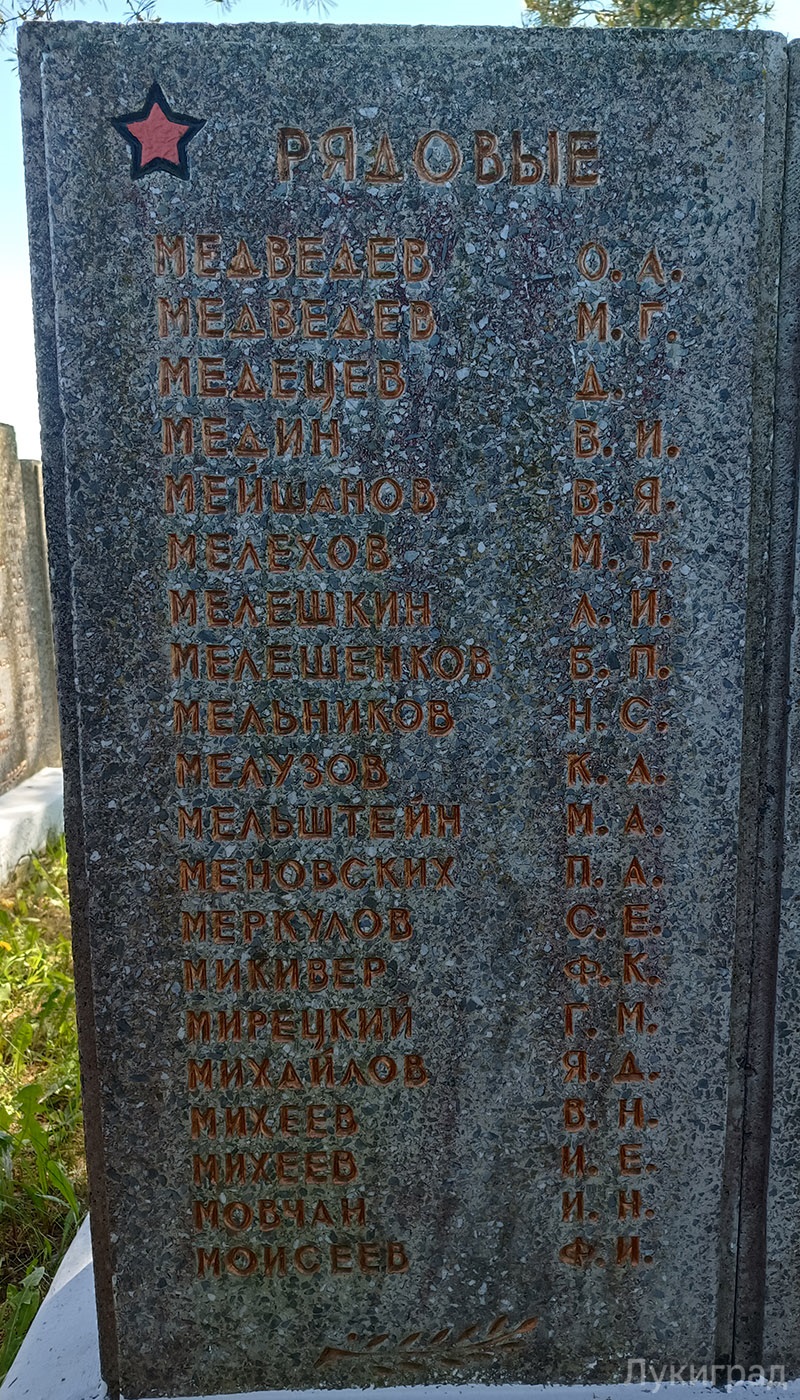 РЯДОВЫЕ
МЕДВЕДЕВ О. А.
МЕДВЕДЕВ М. Г.
МЕДЕЦЕВ Д.
МЕДИН В. И.
МЕЙШАНОВ В. Я.
МЕЛЕХОВ М. Т.
МЕЛЕШКИН А. И.
МЕЛЕШЕНКОВ Б. П.
МЕЛЬНИКОВ Н. С.
МЕЛУЗОВ К. А.
МЕЛЬШТЕЙН М. А.
МЕНОВСКИХ П. А.
МЕРКУЛОВ С. Е.
МИКИВЕР Ф. К.
МИРЕЦКИЙ Г. М.
МИХАЙЛОВ Я. Д.
МИХЕЕВ В. Н.
МИХЕЕВ И. Е.
МОВЧАН И. Н.
МОИСЕЕВ Ф. И.
Лукиград